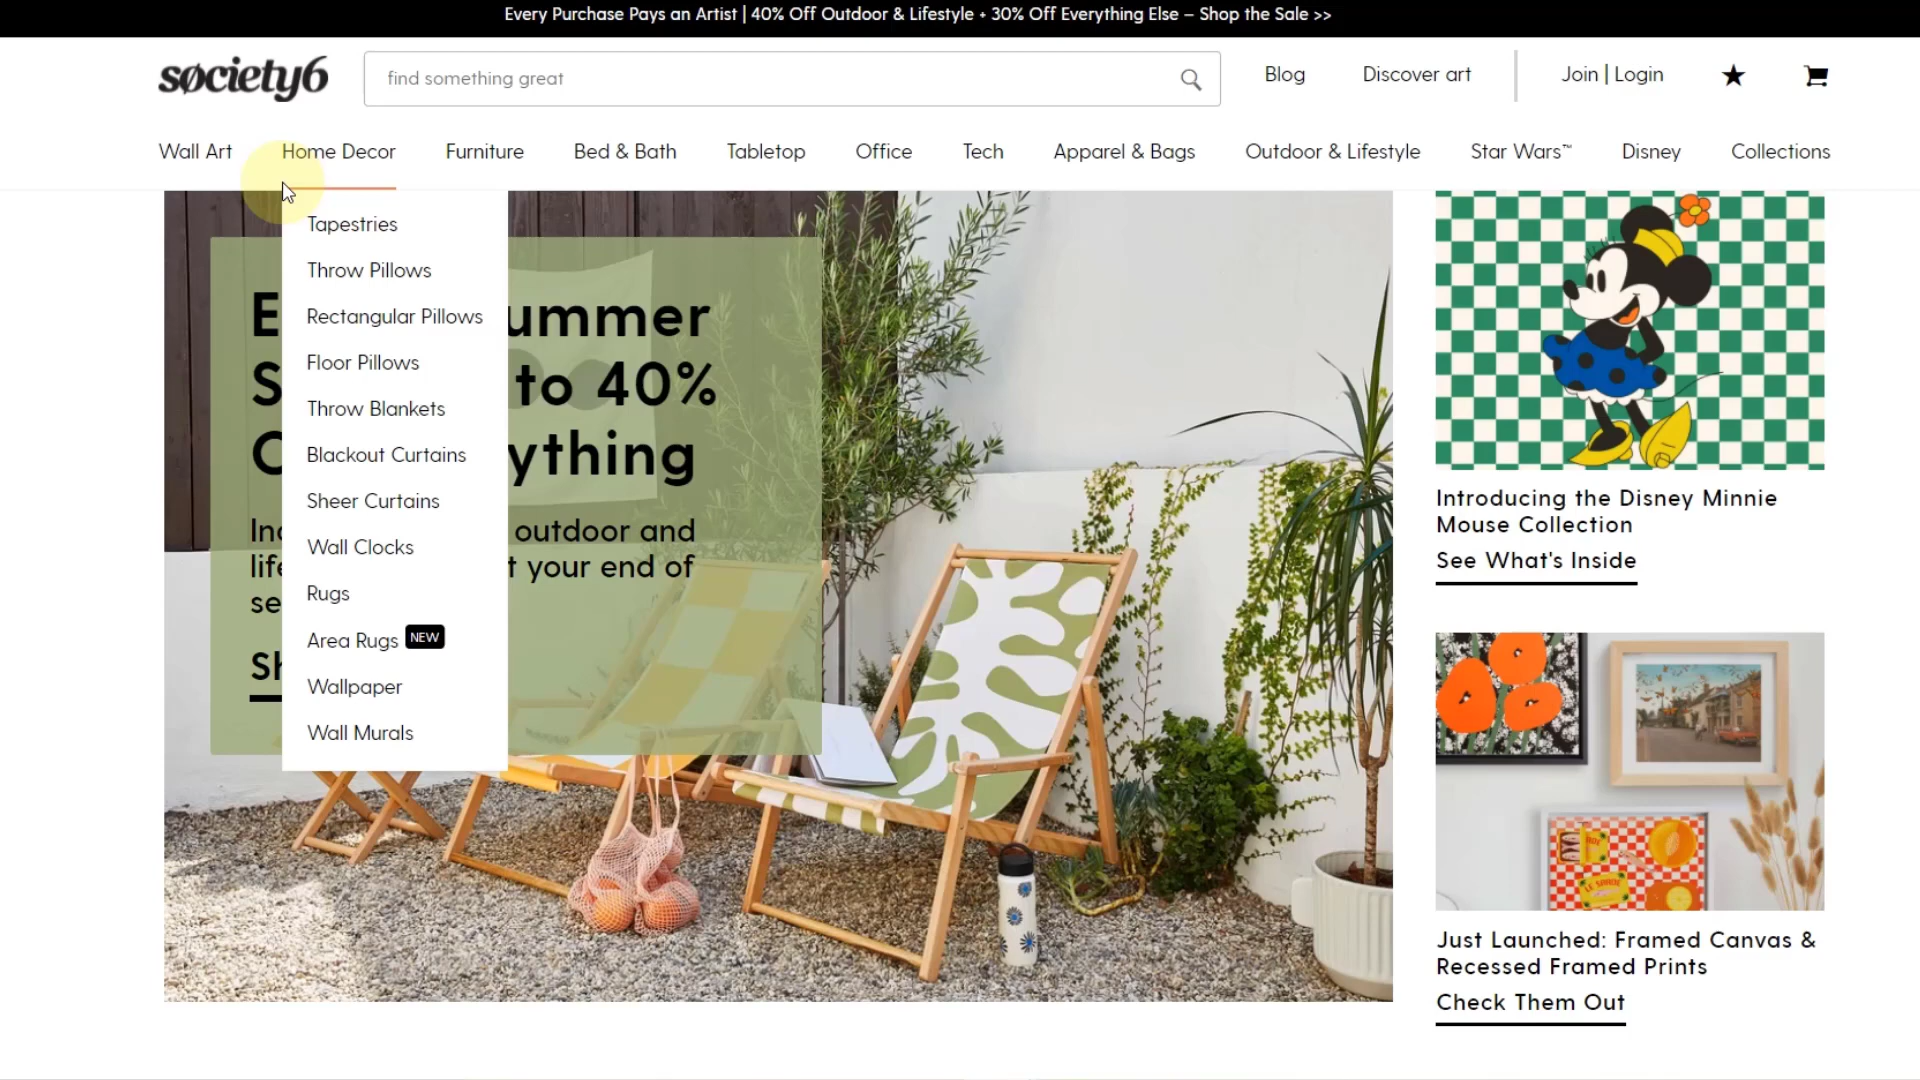 Every Purchase Pays an Artist | 40% Off Outdoor & Lifestyle + 30% Off Everything Else – Shop the Sale >>
society6
find something great
Blog
Discover art
Join | Login
Wall Art
Home Decor
Furniture
Bed & Bath
Tabletop
Office
Tech
Apparel & Bags
Outdoor & Lifestyle
Star Wars™
Disney
Collections
Tapestries
Throw Pillows
Rectangular Pillows
Floor Pillows
Throw Blankets
Blackout Curtains
Sheer Curtains
Wall Clocks
Rugs
Area Rugs NEW
Wallpaper
Wall Murals
ummer
to 40%
ything
outdoor and
your end of
Introducing the Disney Minnie
Mouse Collection
See What's Inside
Just Launched: Framed Canvas &
Recessed Framed Prints
Check Them Out